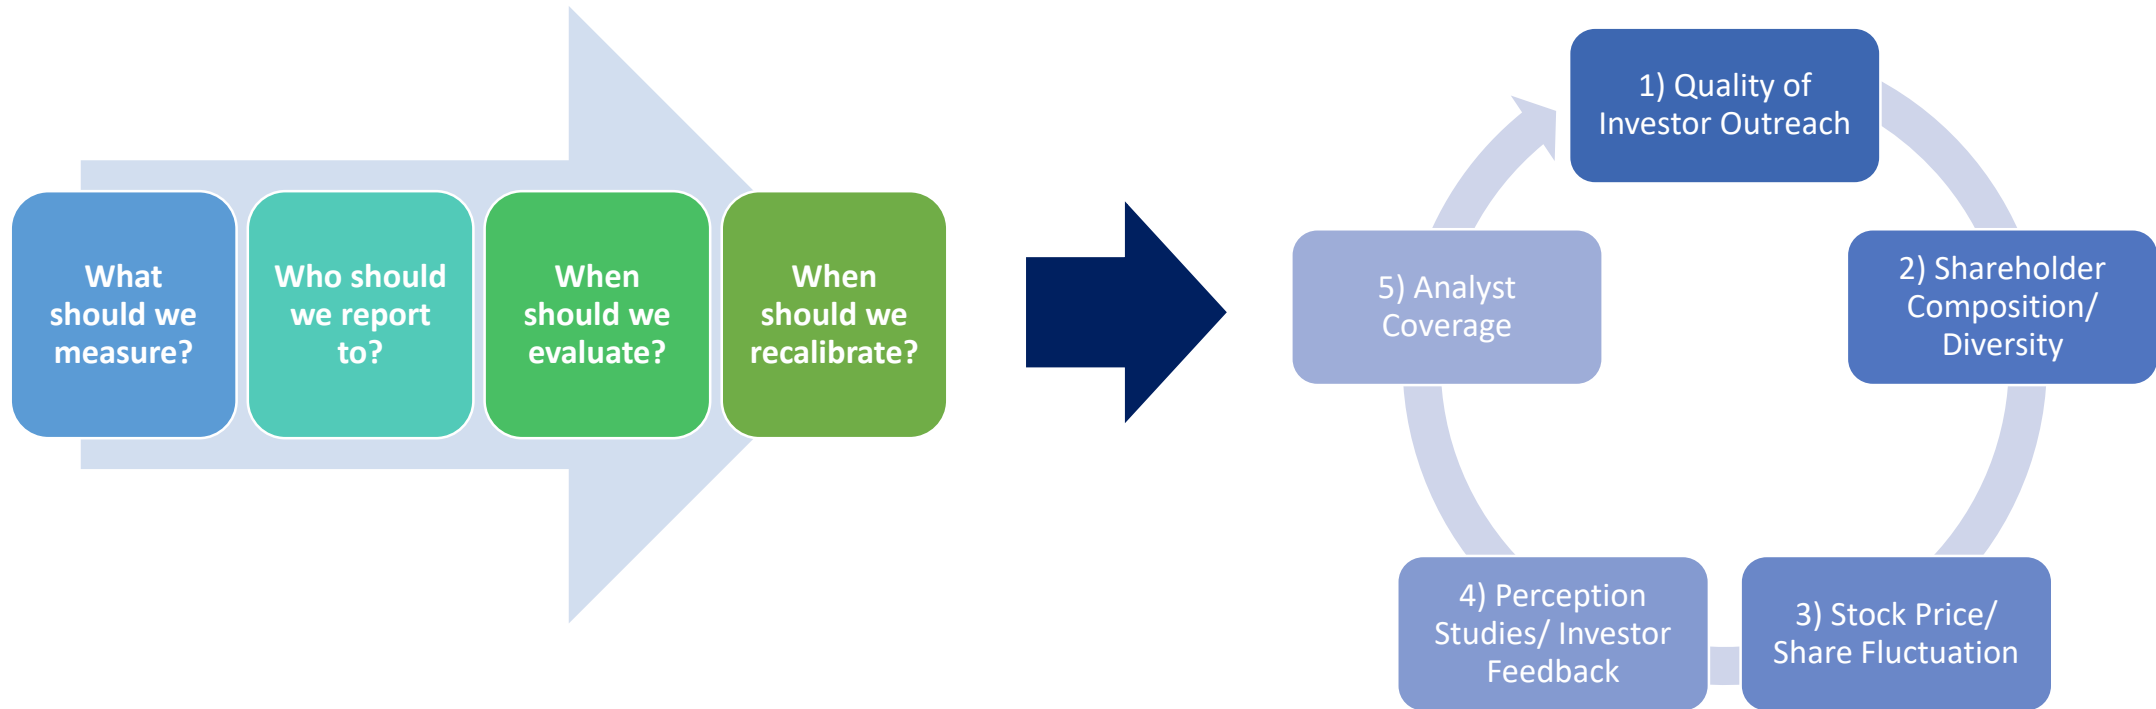 What
should we
measure?
Who should
we report
to?
When
should we
evaluate?
When
should we
recalibrate?
1) Quality of
Investor Outreach
2) Shareholder
Composition/
Diversity
3) Stock Price/
Share Fluctuation
4) Perception
Studies/ Investor
Feedback
5) Analyst
Coverage